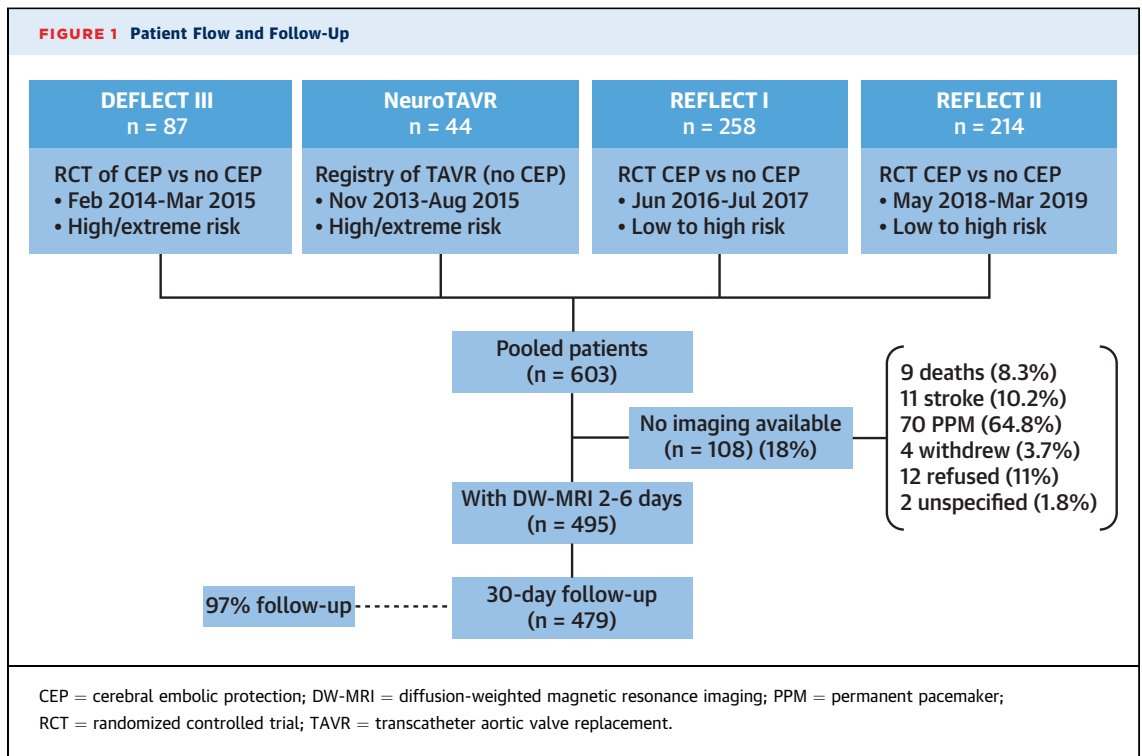 FIGURE 1 Patient Flow and Follow-Up
DEFLECT III
n = 87
RCT of CEP vs no CEP
• Feb 2014-Mar 2015
• High/extreme risk
NeuroTAVR
n = 44
Registry of TAVR (no CEP)
• Nov 2013-Aug 2015
• High/extreme risk
REFLECT I
n = 258
RCT CEP vs no CEP
• Jun 2016-Jul 2017
• Low to high risk
REFLECT II
n = 214
RCT CEP vs no CEP
• May 2018-Mar 2019
• Low to high risk
Pooled patients
(n = 603)
No imaging available
(n = 108) (18%)
9 deaths (8.3%)
11 stroke (10.2%)
70 PPM (64.8%)
4 withdrew (3.7%)
12 refused (11%)
2 unspecified (1.8%)
With DW-MRI 2-6 days
(n = 495)
97% follow-up
30-day follow-up
(n = 479)
CEP = cerebral embolic protection; DW-MRI = diffusion-weighted magnetic resonance imaging; PPM = permanent pacemaker;
RCT = randomized controlled trial; TAVR = transcatheter aortic valve replacement.